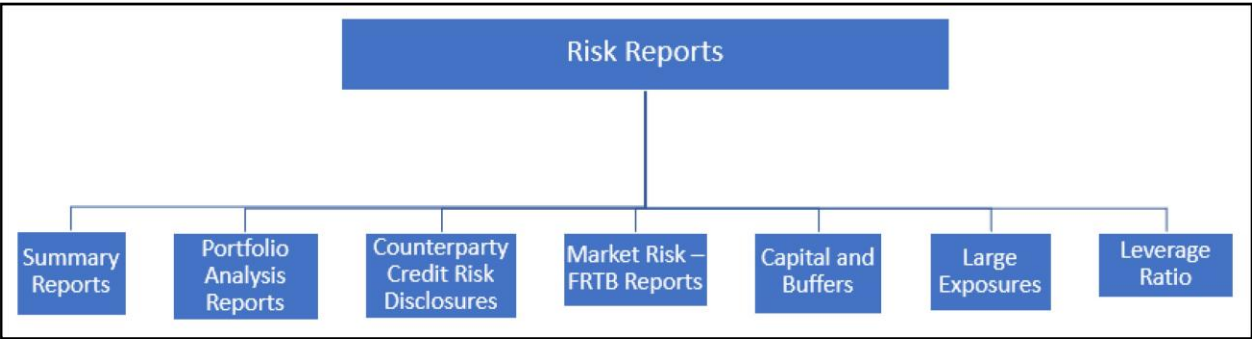 Risk Reports
Summary
Reports
Portfolio
Analysis
Reports
Counterparty
Credit Risk
Disclosures
Market Risk –
FRTB Reports
Capital and
Buffers
Large
Exposures
Leverage
Ratio